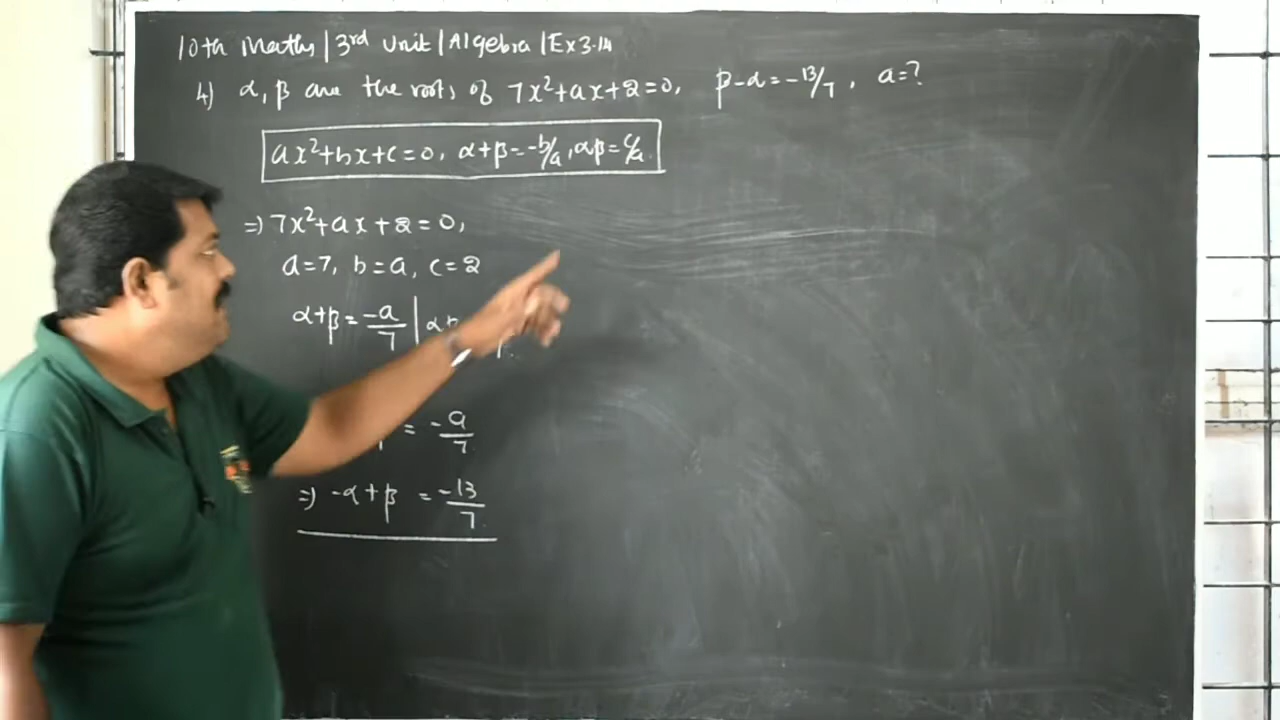 10th Maths | 3rd Unit | Algebra | Ex 3.14
4) α, β are the roots of 7x²+ax+2=0, β-α=-13/7, a=?
ax²+bx+c=0, α+β=-b/a, αβ=c/a.
⇒ 7x²+ax+2=0,
a=7, b=a, c=2
α+β=-a/7 |
= -a/7
⇒ -α+β = -13/7